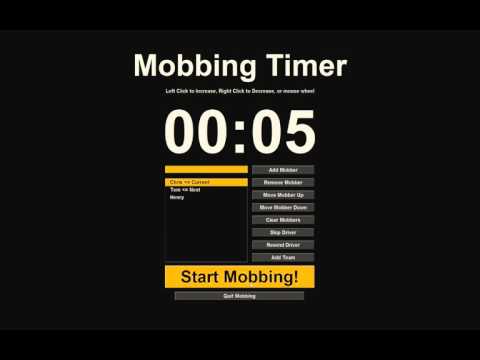 Mobbing Timer
Left Click to Increase, Right Click to Decrease, or mouse wheel
00:05
Add Mobber
Chris <= Current
Remove Mobber
Tom <= Next
Move Mobber Up
Henry
Move Mobber Down
Clear Mobbers
Skip Driver
Rewind Driver
Add Team
Start Mobbing!
Quit Mobbing